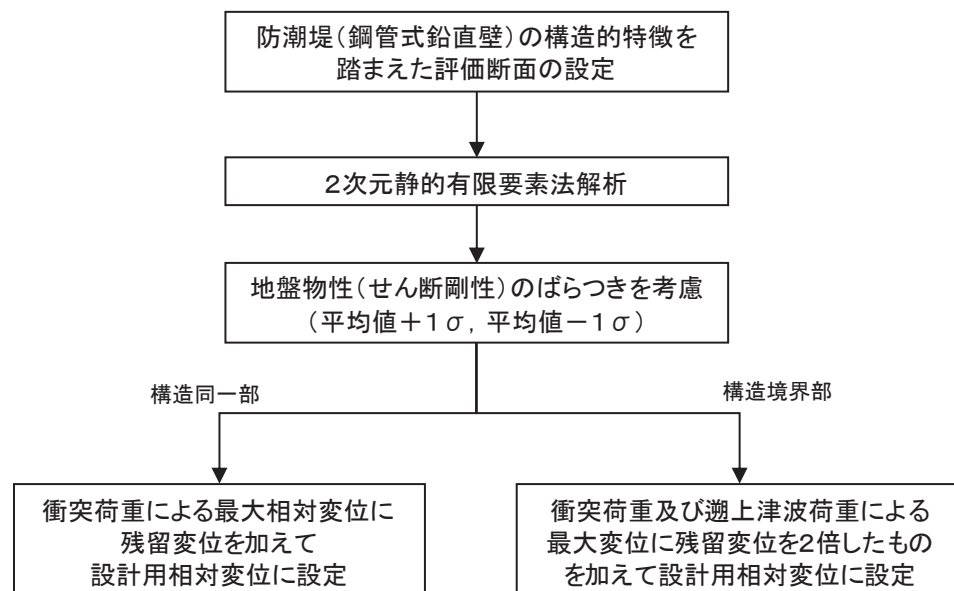 防潮堤（鋼管式鉛直壁）の構造的特徴を
踏まえた評価断面の設定
２次元静的有限要素法解析
地盤物性（せん断剛性）のばらつきを考慮
（平均値＋１σ，平均値－１σ）
構造同一部
構造境界部
衝突荷重による最大相対変位に
残留変位を加えて
設計用相対変位に設定
衝突荷重及び遡上津波荷重による
最大変位に残留変位を２倍したもの
を加えて設計用相対変位に設定